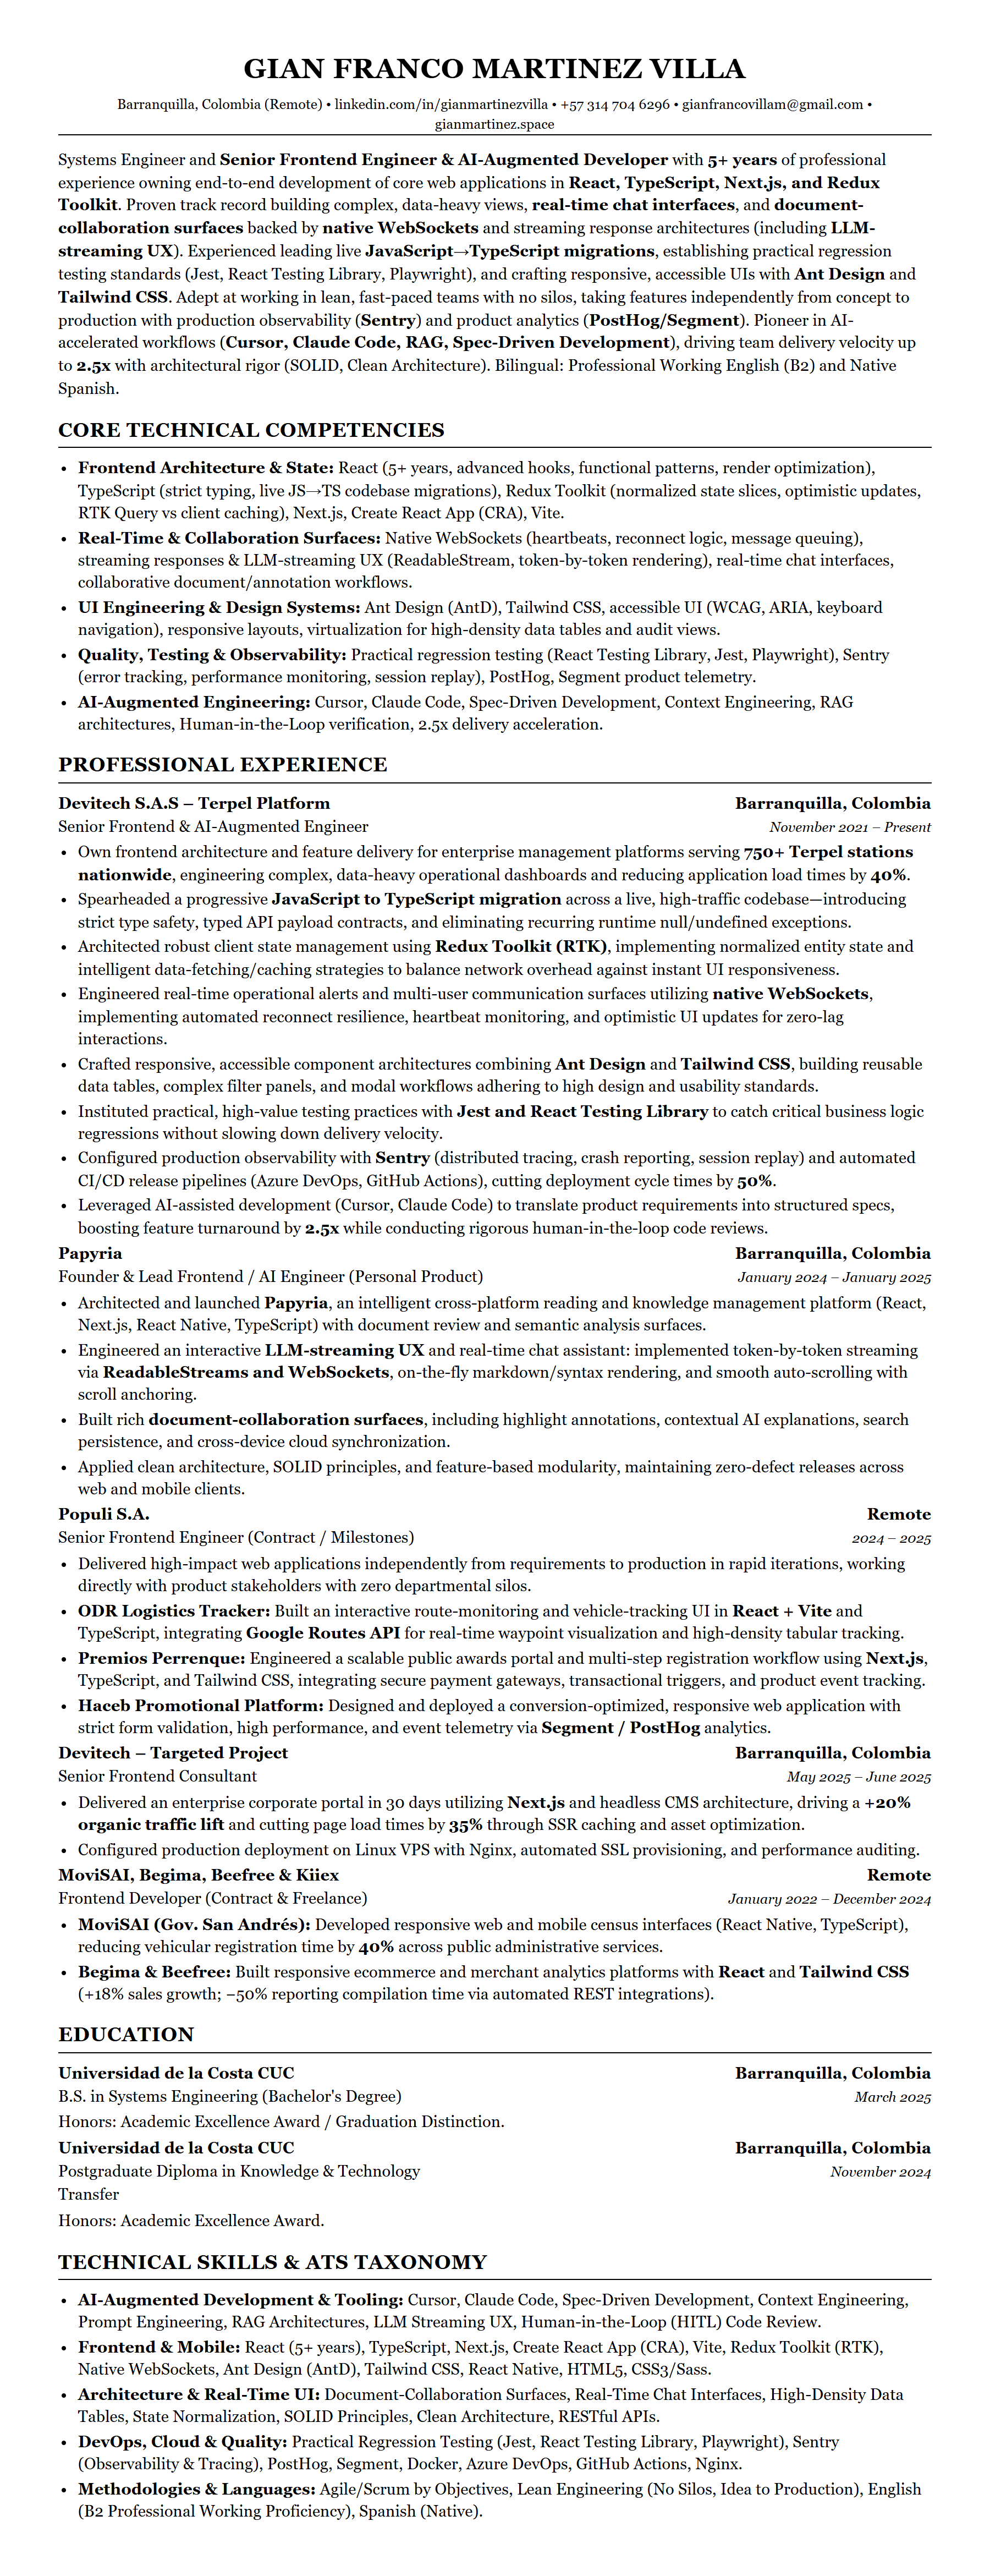 GIAN FRANCO MARTINEZ VILLA
Barranquilla, Colombia (Remote) • linkedin.com/in/gianmartinezvilla • +57 314 704 6296 • gianfrancovillam@gmail.com •
gianmartinez.space
Systems Engineer and Senior Frontend Engineer & AI-Augmented Developer with 5+ years of professional
experience owning end-to-end development of core web applications in React, TypeScript, Next.js, and Redux
Toolkit. Proven track record building complex, data-heavy views, real-time chat interfaces, and document-
collaboration surfaces backed by native WebSockets and streaming response architectures (including LLM-
streaming UX). Experienced leading live JavaScript→TypeScript migrations, establishing practical regression
testing standards (Jest, React Testing Library, Playwright), and crafting responsive, accessible UIs with Ant Design and
Tailwind CSS. Adept at working in lean, fast-paced teams with no silos, taking features independently from concept to
production with production observability (Sentry) and product analytics (PostHog/Segment). Pioneer in AI-
accelerated workflows (Cursor, Claude Code, RAG, Spec-Driven Development), driving team delivery velocity up
to 2.5x with architectural rigor (SOLID, Clean Architecture). Bilingual: Professional Working English (B2) and Native
Spanish.
CORE TECHNICAL COMPETENCIES
• Frontend Architecture & State: React (5+ years, advanced hooks, functional patterns, render optimization),
TypeScript (strict typing, live JS→TS codebase migrations), Redux Toolkit (normalized state slices, optimistic updates,
RTK Query vs client caching), Next.js, Create React App (CRA), Vite.
• Real-Time & Collaboration Surfaces: Native WebSockets (heartbeats, reconnect logic, message queuing),
streaming responses & LLM-streaming UX (ReadableStream, token-by-token rendering), real-time chat interfaces,
collaborative document/annotation workflows.
• UI Engineering & Design Systems: Ant Design (AntD), Tailwind CSS, accessible UI (WCAG, ARIA, keyboard
navigation), responsive layouts, virtualization for high-density data tables and audit views.
• Quality, Testing & Observability: Practical regression testing (React Testing Library, Jest, Playwright), Sentry
(error tracking, performance monitoring, session replay), PostHog, Segment product telemetry.
• AI-Augmented Engineering: Cursor, Claude Code, Spec-Driven Development, Context Engineering, RAG
architectures, Human-in-the-Loop verification, 2.5x delivery acceleration.
PROFESSIONAL EXPERIENCE
Devitech S.A.S – Terpel Platform Barranquilla, Colombia
Senior Frontend & AI-Augmented Engineer November 2021 – Present
• Own frontend architecture and feature delivery for enterprise management platforms serving 750+ Terpel stations
nationwide, engineering complex, data-heavy operational dashboards and reducing application load times by 40%.
• Spearheaded a progressive JavaScript to TypeScript migration across a live, high-traffic codebase—introducing
strict type safety, typed API payload contracts, and eliminating recurring runtime null/undefined exceptions.
• Architected robust client state management using Redux Toolkit (RTK), implementing normalized entity state and
intelligent data-fetching/caching strategies to balance network overhead against instant UI responsiveness.
• Engineered real-time operational alerts and multi-user communication surfaces utilizing native WebSockets,
implementing automated reconnect resilience, heartbeat monitoring, and optimistic UI updates for zero-lag
interactions.
• Crafted responsive, accessible component architectures combining Ant Design and Tailwind CSS, building reusable
data tables, complex filter panels, and modal workflows adhering to high design and usability standards.
• Instituted practical, high-value testing practices with Jest and React Testing Library to catch critical business logic
regressions without slowing down delivery velocity.
• Configured production observability with Sentry (distributed tracing, crash reporting, session replay) and automated
CI/CD release pipelines (Azure DevOps, GitHub Actions), cutting deployment cycle times by 50%.
• Leveraged AI-assisted development (Cursor, Claude Code) to translate product requirements into structured specs,
boosting feature turnaround by 2.5x while conducting rigorous human-in-the-loop code reviews.
Papyria Barranquilla, Colombia
Founder & Lead Frontend / AI Engineer (Personal Product) January 2024 – January 2025
• Architected and launched Papyria, an intelligent cross-platform reading and knowledge management platform (React,
Next.js, React Native, TypeScript) with document review and semantic analysis surfaces.
• Engineered an interactive LLM-streaming UX and real-time chat assistant: implemented token-by-token streaming
via ReadableStreams and WebSockets, on-the-fly markdown/syntax rendering, and smooth auto-scrolling with
scroll anchoring.
• Built rich document-collaboration surfaces, including highlight annotations, contextual AI explanations, search
persistence, and cross-device cloud synchronization.
• Applied clean architecture, SOLID principles, and feature-based modularity, maintaining zero-defect releases across
web and mobile clients.
Populi S.A. Remote
Senior Frontend Engineer (Contract / Milestones) 2024 – 2025
• Delivered high-impact web applications independently from requirements to production in rapid iterations, working
directly with product stakeholders with zero departmental silos.
• ODR Logistics Tracker: Built an interactive route-monitoring and vehicle-tracking UI in React + Vite and
TypeScript, integrating Google Routes API for real-time waypoint visualization and high-density tabular tracking.
• Premios Perrenque: Engineered a scalable public awards portal and multi-step registration workflow using Next.js,
TypeScript, and Tailwind CSS, integrating secure payment gateways, transactional triggers, and product event tracking.
• Haceb Promotional Platform: Designed and deployed a conversion-optimized, responsive web application with
strict form validation, high performance, and event telemetry via Segment / PostHog analytics.
Devitech – Targeted Project Barranquilla, Colombia
Senior Frontend Consultant May 2025 – June 2025
• Delivered an enterprise corporate portal in 30 days utilizing Next.js and headless CMS architecture, driving a +20%
organic traffic lift and cutting page load times by 35% through SSR caching and asset optimization.
• Configured production deployment on Linux VPS with Nginx, automated SSL provisioning, and performance auditing.
MoviSAI, Begima, Beefree & Kiiex Remote
Frontend Developer (Contract & Freelance) January 2022 – December 2024
• MoviSAI (Gov. San Andrés): Developed responsive web and mobile census interfaces (React Native, TypeScript),
reducing vehicular registration time by 40% across public administrative services.
• Begima & Beefree: Built responsive ecommerce and merchant analytics platforms with React and Tailwind CSS
(+18% sales growth; −50% reporting compilation time via automated REST integrations).
EDUCATION
Universidad de la Costa CUC Barranquilla, Colombia
B.S. in Systems Engineering (Bachelor's Degree) March 2025
Honors: Academic Excellence Award / Graduation Distinction.
Universidad de la Costa CUC Barranquilla, Colombia
Postgraduate Diploma in Knowledge & Technology November 2024
Transfer
Honors: Academic Excellence Award.
TECHNICAL SKILLS & ATS TAXONOMY
• AI-Augmented Development & Tooling: Cursor, Claude Code, Spec-Driven Development, Context Engineering,
Prompt Engineering, RAG Architectures, LLM Streaming UX, Human-in-the-Loop (HITL) Code Review.
• Frontend & Mobile: React (5+ years), TypeScript, Next.js, Create React App (CRA), Vite, Redux Toolkit (RTK),
Native WebSockets, Ant Design (AntD), Tailwind CSS, React Native, HTML5, CSS3/Sass.
• Architecture & Real-Time UI: Document-Collaboration Surfaces, Real-Time Chat Interfaces, High-Density Data
Tables, State Normalization, SOLID Principles, Clean Architecture, RESTful APIs.
• DevOps, Cloud & Quality: Practical Regression Testing (Jest, React Testing Library, Playwright), Sentry
(Observability & Tracing), PostHog, Segment, Docker, Azure DevOps, GitHub Actions, Nginx.
• Methodologies & Languages: Agile/Scrum by Objectives, Lean Engineering (No Silos, Idea to Production), English
(B2 Professional Working Proficiency), Spanish (Native).